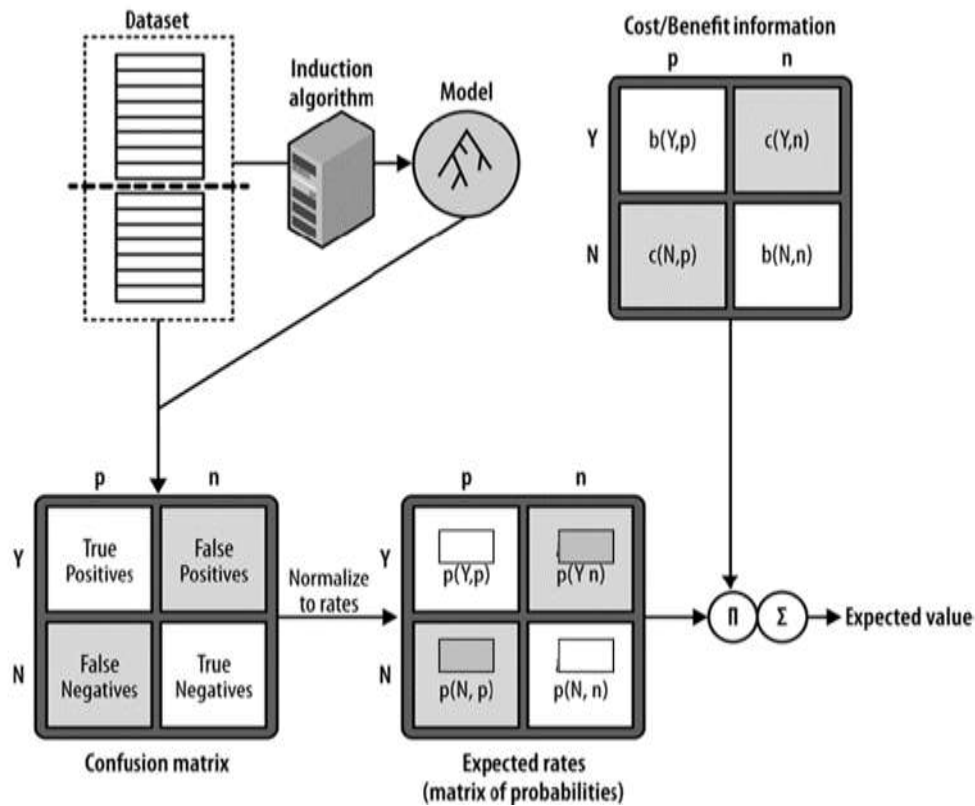 Dataset
Induction
algorithm
Model
Cost/Benefit information
p n
Y b(Y,p) c(Y,n)
N c(N,p) b(N,n)
p n
Y True
Positives
False
Positives
N False
Negatives
True
Negatives
Confusion matrix
Normalize
to rates
p n
Y p(Y,p) p(Y n)
N p(N, p) p(N, n)
Expected rates
(matrix of probabilities)
Π Σ Expected value